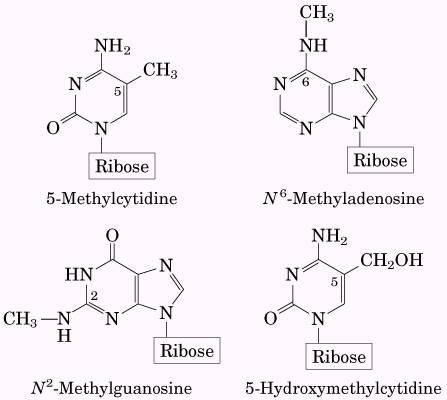 NH₂
CH₃
N
5
O
N
Ribose
5-Methylcytidine
CH₃
NH
6
N
N
N
N
Ribose
N⁶-Methyladenosine
O
HN
N
2
CH₃
N
H
N
N
Ribose
N²-Methylguanosine
NH₂
CH₂OH
N
5
O
N
Ribose
5-Hydroxymethylcytidine